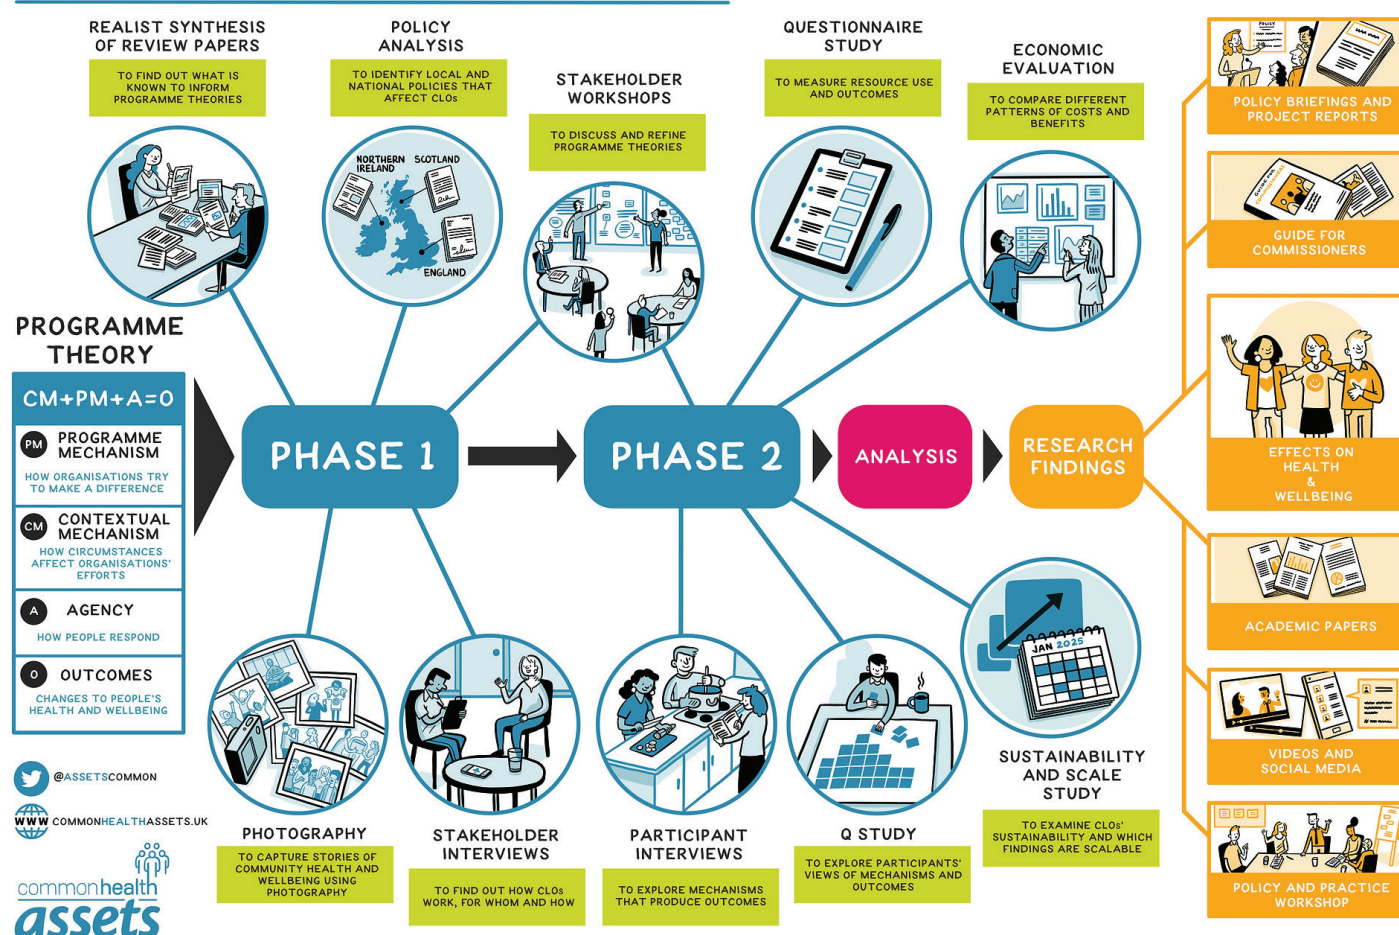 REALIST SYNTHESIS
OF REVIEW PAPERS
TO FIND OUT WHAT IS
KNOWN TO INFORM
PROGRAMME THEORIES
POLICY
ANALYSIS
TO IDENTIFY LOCAL AND
NATIONAL POLICIES THAT
AFFECT CLOs
NORTHERN
IRELAND
SCOTLAND
ENGLAND
STAKEHOLDER
WORKSHOPS
TO DISCUSS AND REFINE
PROGRAMME THEORIES
QUESTIONNAIRE
STUDY
TO MEASURE RESOURCE USE
AND OUTCOMES
ECONOMIC
EVALUATION
TO COMPARE DIFFERENT
PATTERNS OF COSTS AND
BENEFITS
PROGRAMME
THEORY
CM+PM+A=O
PM PROGRAMME
MECHANISM
HOW ORGANISATIONS TRY
TO MAKE A DIFFERENCE
CM CONTEXTUAL
MECHANISM
HOW CIRCUMSTANCES
AFFECT ORGANISATIONS'
EFFORTS
A AGENCY
HOW PEOPLE RESPOND
O OUTCOMES
CHANGES TO PEOPLE'S
HEALTH AND WELLBEING
PHASE 1
PHASE 2
ANALYSIS
RESEARCH
FINDINGS
PHOTOGRAPHY
TO CAPTURE STORIES OF
COMMUNITY HEALTH AND
WELLBEING USING
PHOTOGRAPHY
STAKEHOLDER
INTERVIEWS
TO FIND OUT HOW CLOs
WORK, FOR WHOM AND HOW
PARTICIPANT
INTERVIEWS
TO EXPLORE MECHANISMS
THAT PRODUCE OUTCOMES
Q STUDY
TO EXPLORE PARTICIPANTS'
VIEWS OF MECHANISMS AND
OUTCOMES
JAN 2025
SUSTAINABILITY
AND SCALE
STUDY
TO EXAMINE CLOs'
SUSTAINABILITY AND WHICH
FINDINGS ARE SCALABLE
POLICY
POLICY BRIEFINGS AND
PROJECT REPORTS
GUIDE FOR
COMMISSIONERS
GUIDE FOR
COMMISSIONERS
EFFECTS ON
HEALTH
&
WELLBEING
ACADEMIC PAPERS
VIDEOS AND
SOCIAL MEDIA
POLICY AND PRACTICE
WORKSHOP
@ASSETSCOMMON
WWW COMMONHEALTHASSETS.UK
commonhealth
assets